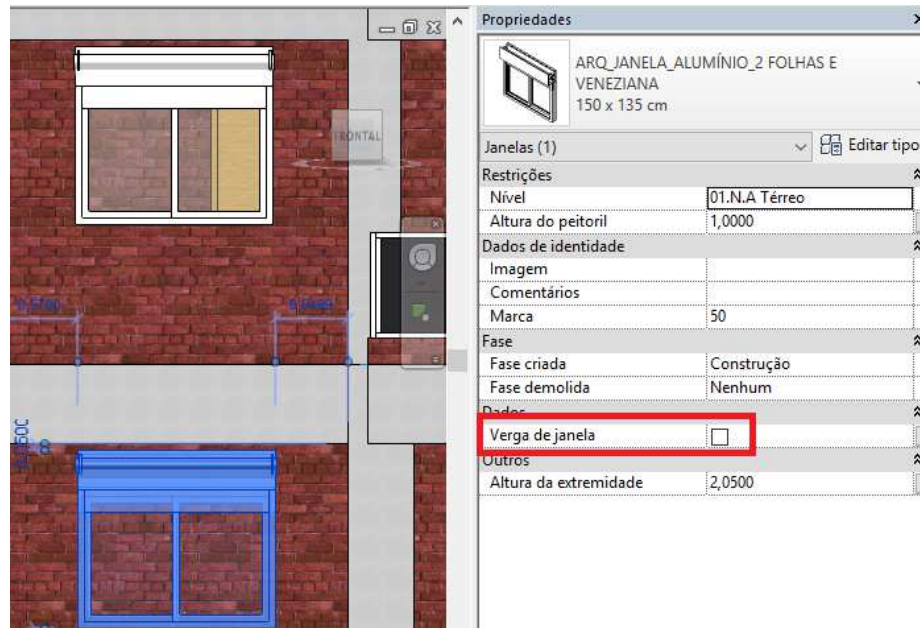 Propriedades
ARQ_JANELA_ALUMÍNIO_2 FOLHAS E
VENEZIANA
150 x 135 cm
Janelas (1)
Editar tipo
Restrições
Nível 01.N.A Térreo
Altura do peitoril 1,0000
Dados de identidade
Imagem
Comentários
Marca 50
Fase
Fase criada Construção
Fase demolida Nenhum
Dados
Verga de janela
Outros
Altura da extremidade 2,0500
FRONTAL